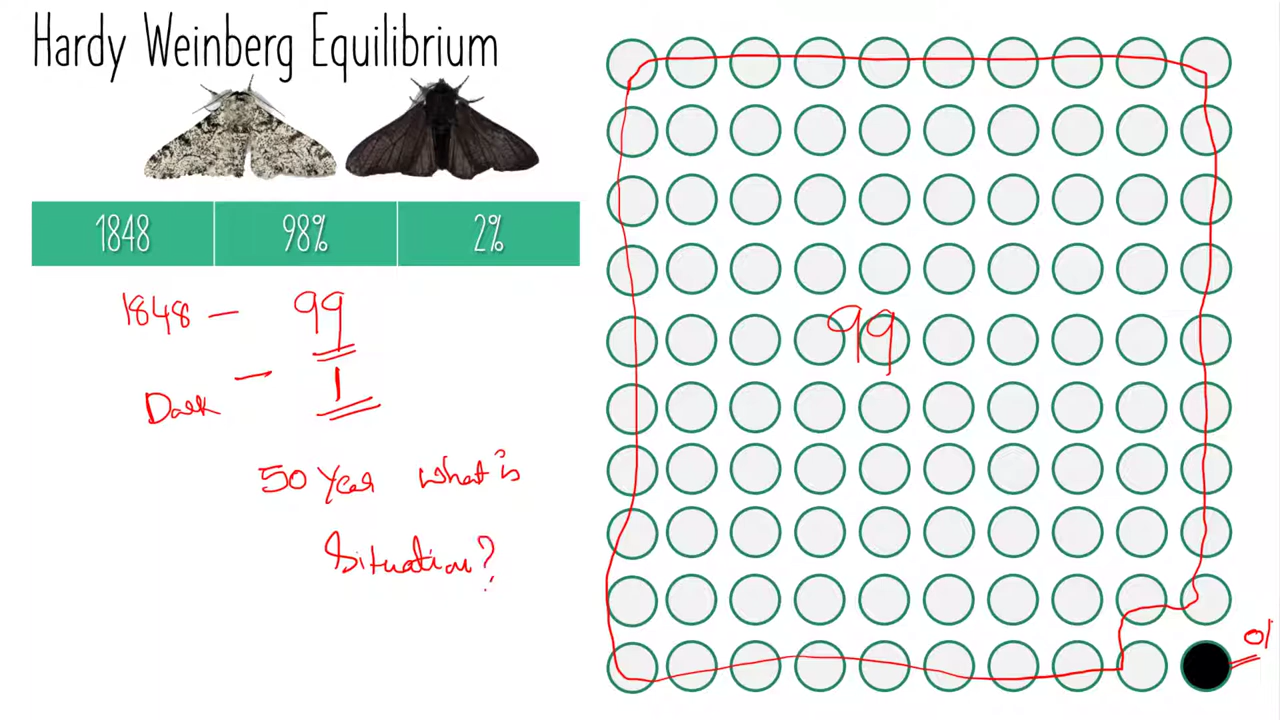 Hardy Weinberg Equilibrium
1848 98% 2%
1848 - 99
Dark - 1
50 Year what is
Situation?
99
01